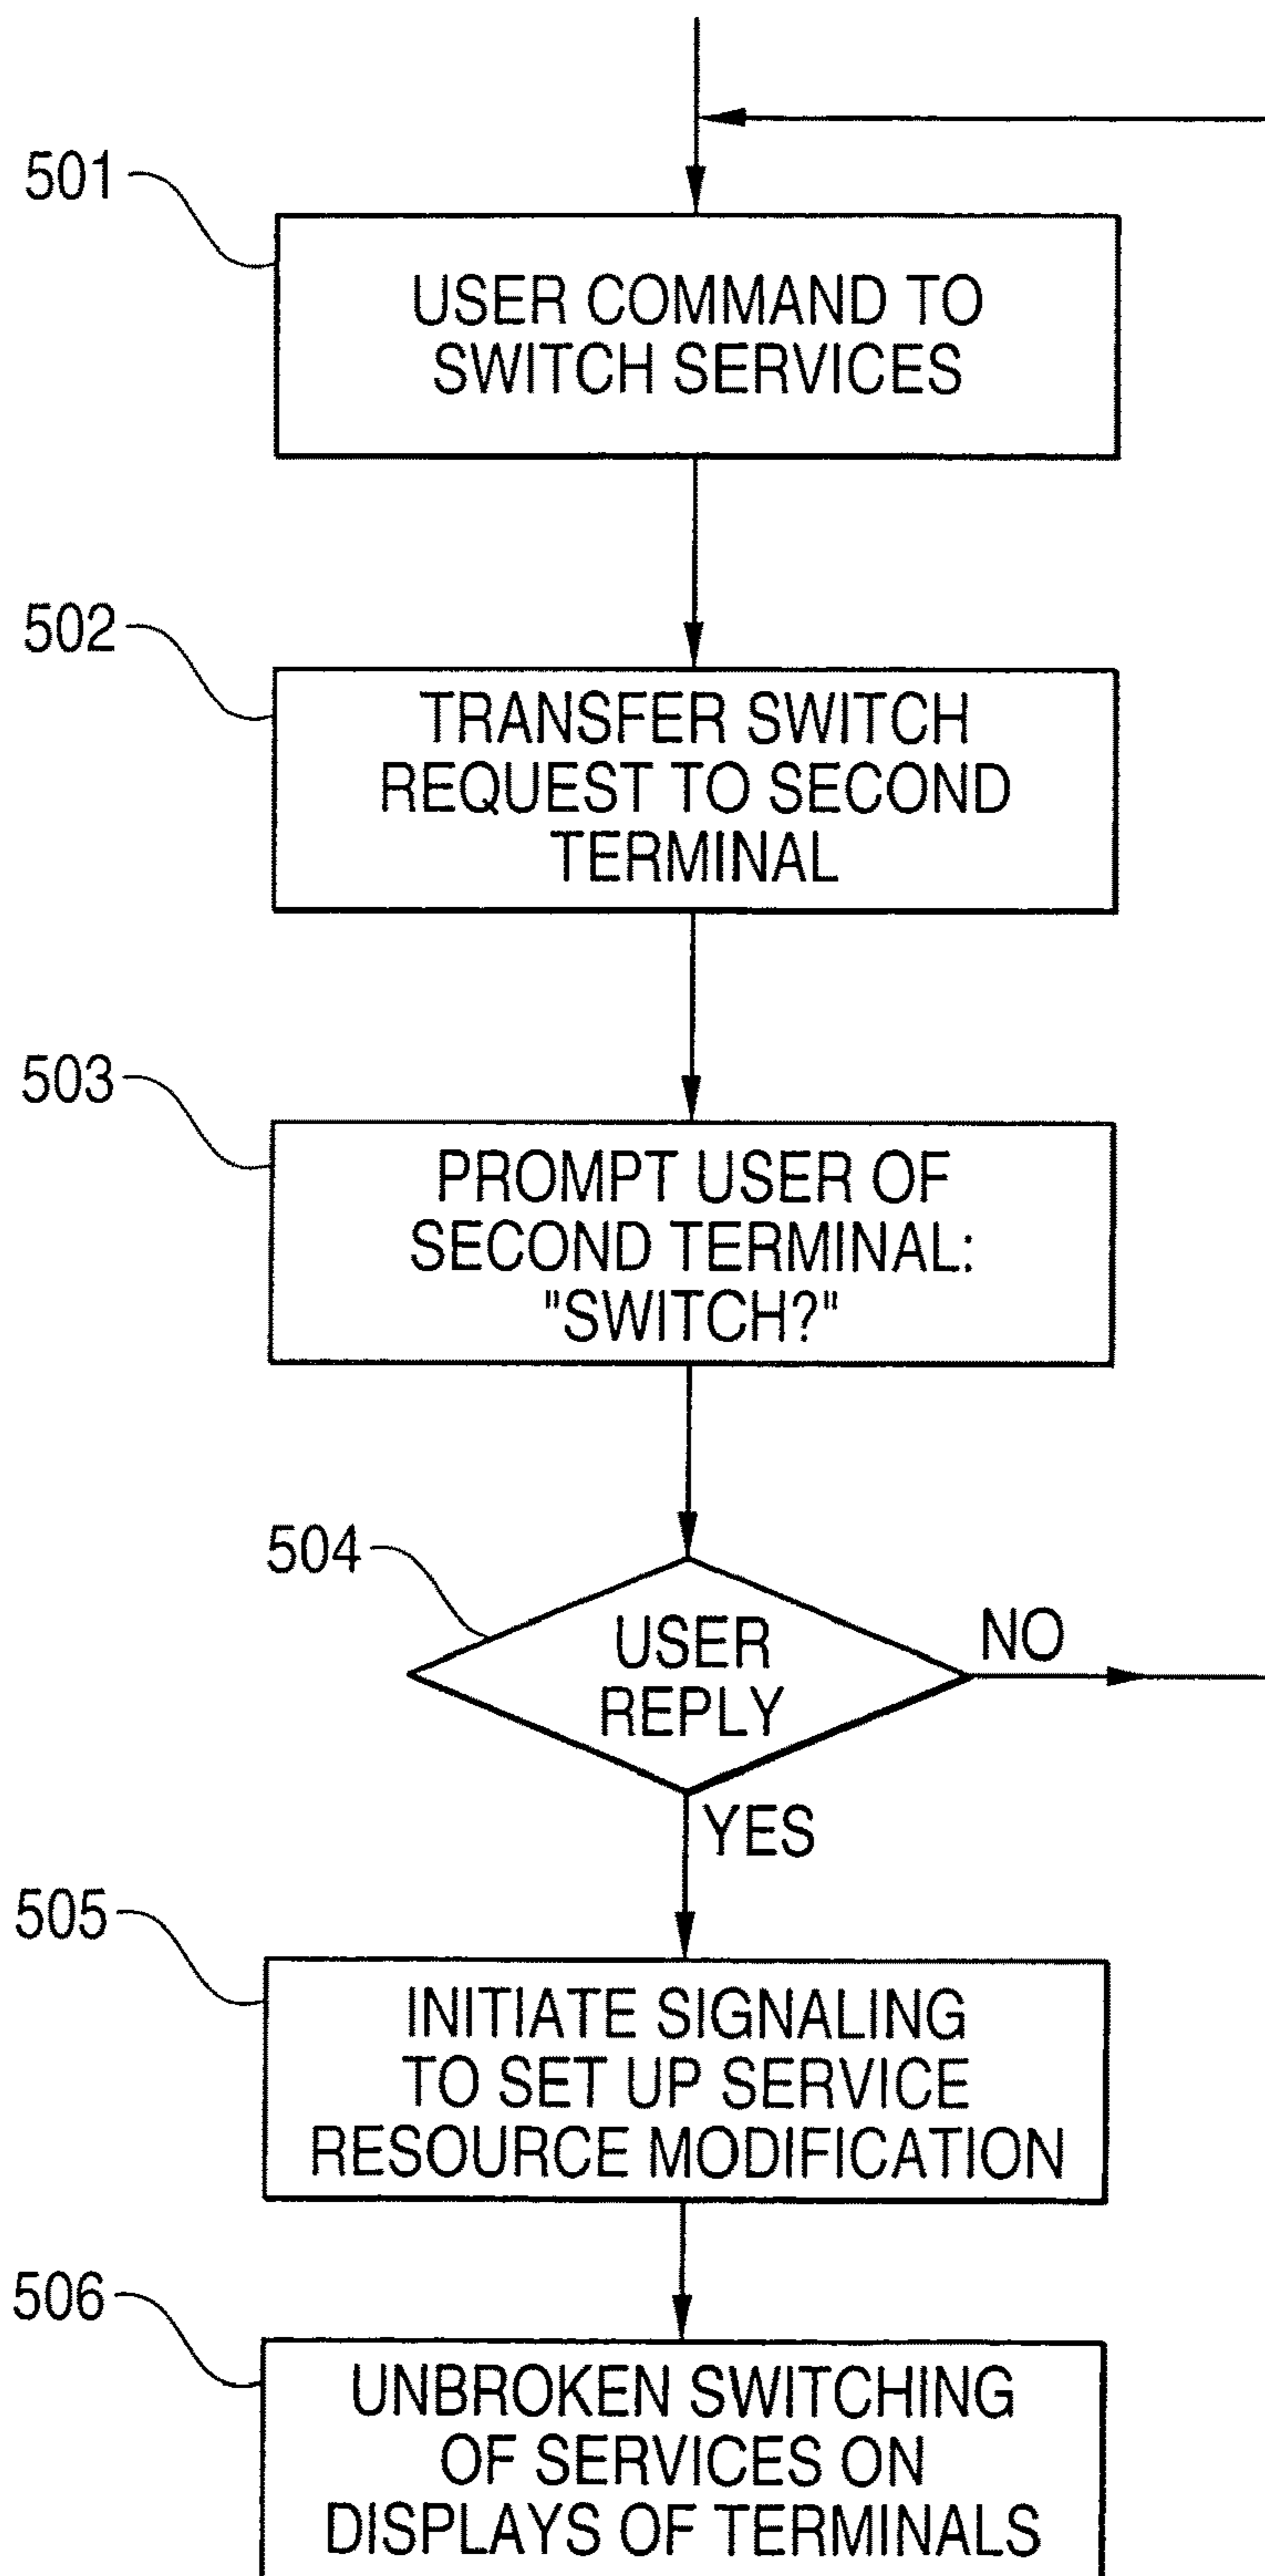 501
USER COMMAND TO
SWITCH SERVICES
502
TRANSFER SWITCH
REQUEST TO SECOND
TERMINAL
503
PROMPT USER OF
SECOND TERMINAL:
"SWITCH?"
504
USER
REPLY
NO
YES
505
INITIATE SIGNALING
TO SET UP SERVICE
RESOURCE MODIFICATION
506
UNBROKEN SWITCHING
OF SERVICES ON
DISPLAYS OF TERMINALS